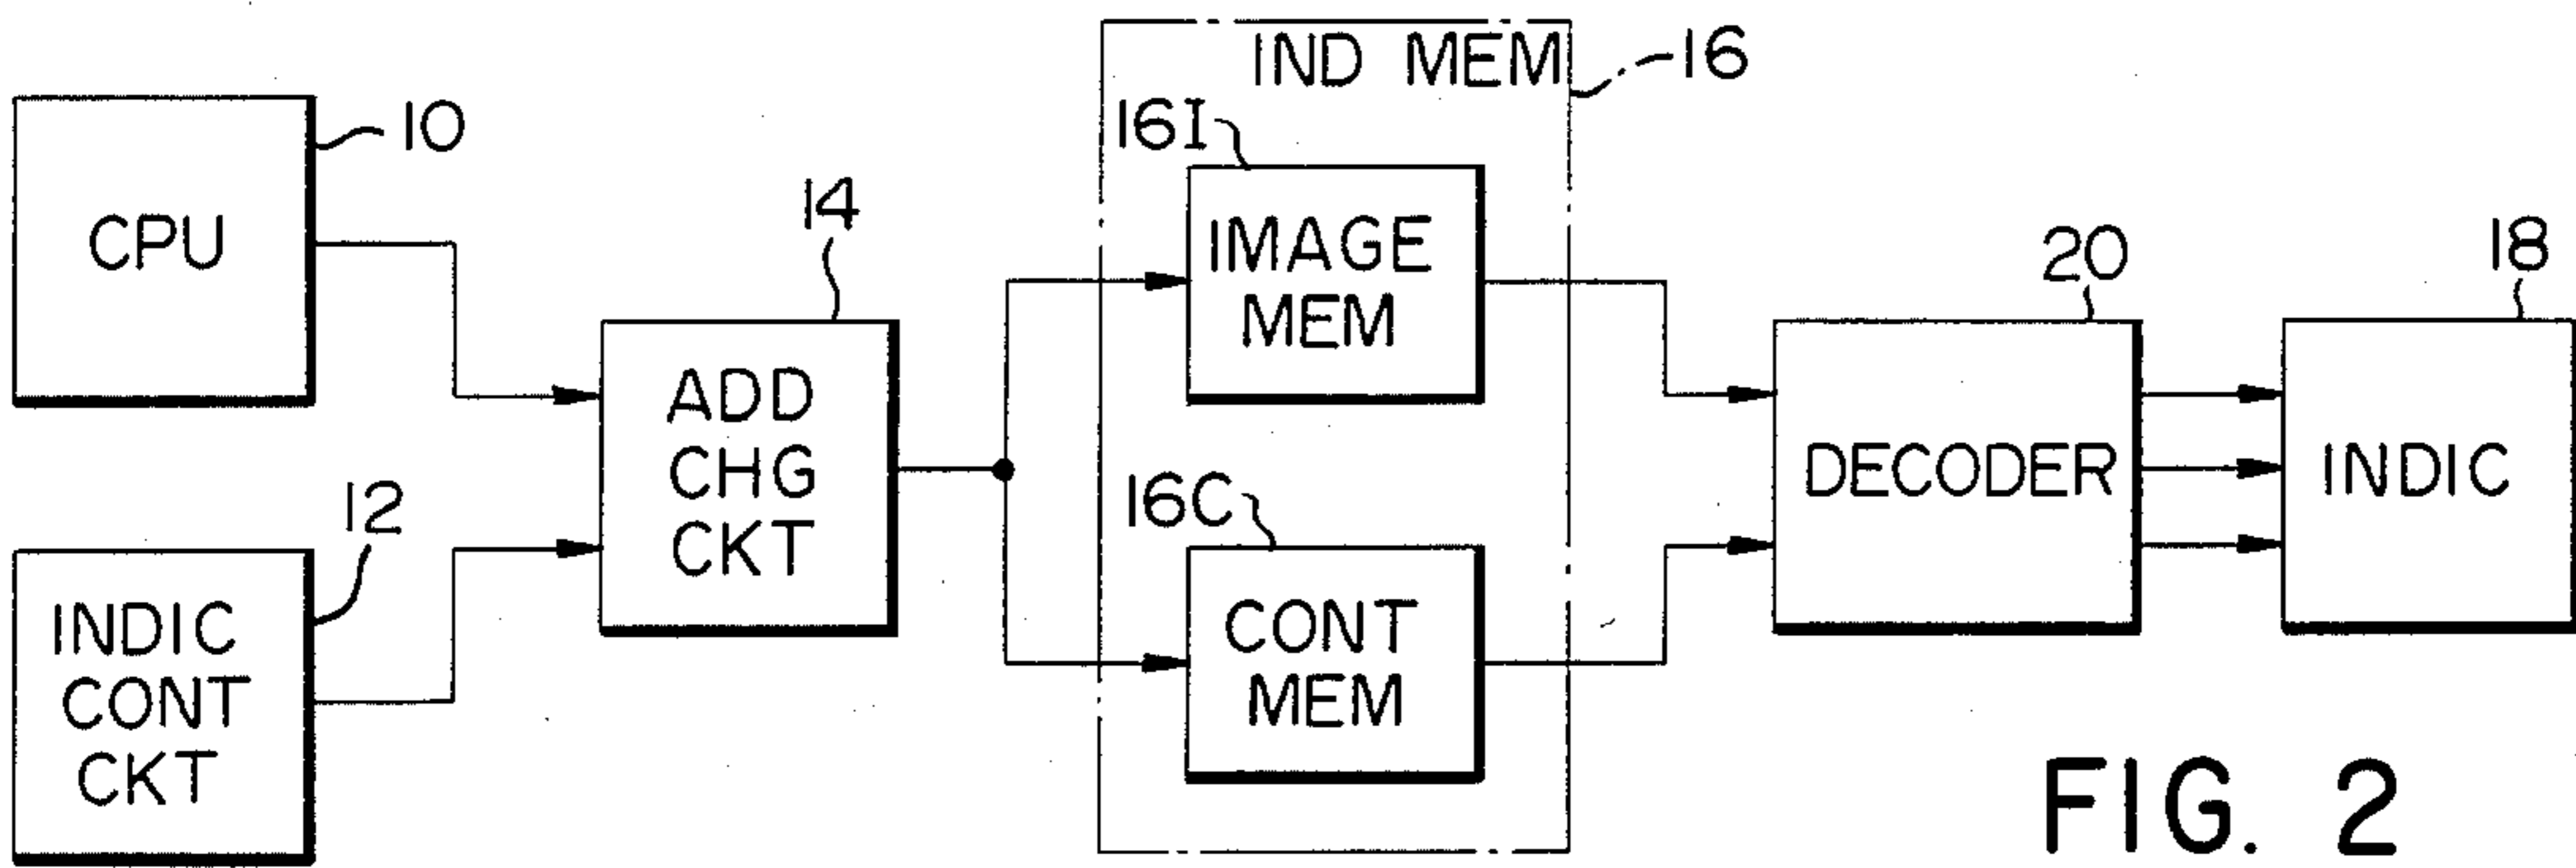 IND MEM
16
10
CPU
16I
IMAGE
MEM
14
ADD
CHG
CKT
20
DECODER
18
INDIC
12
INDIC
CONT
CKT
16C
CONT
MEM
FIG. 2